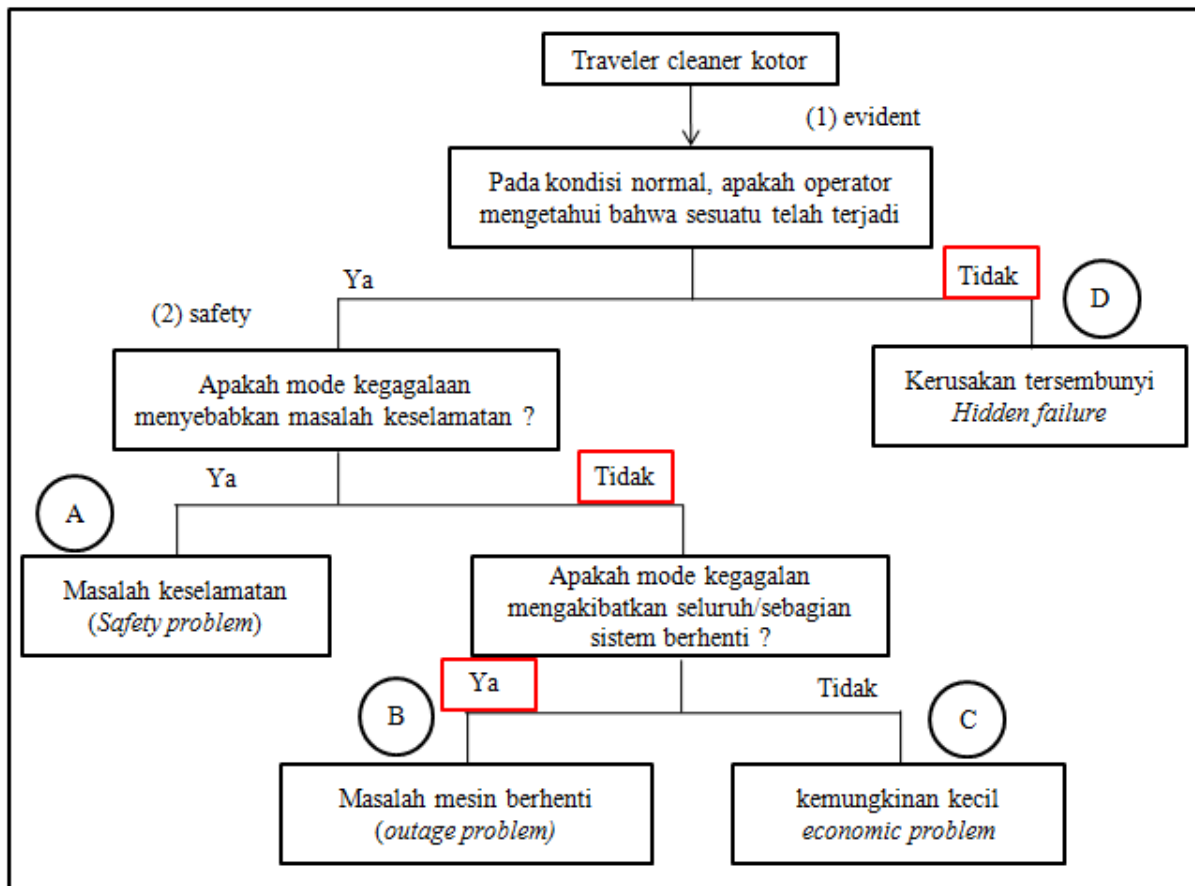 Traveler cleaner kotor
(1) evident
Pada kondisi normal, apakah operator
mengetahui bahwa sesuatu telah terjadi
Ya
Tidak
D
(2) safety
Apakah mode kegagalaan
menyebabkan masalah keselamatan ?
Kerusakan tersembunyi
Hidden failure
Ya
Tidak
A
Masalah keselamatan
(Safety problem)
Apakah mode kegagalan
mengakibatkan seluruh/sebagian
sistem berhenti ?
Ya
Tidak
B
C
Masalah mesin berhenti
(outage problem)
kemungkinan kecil
economic problem